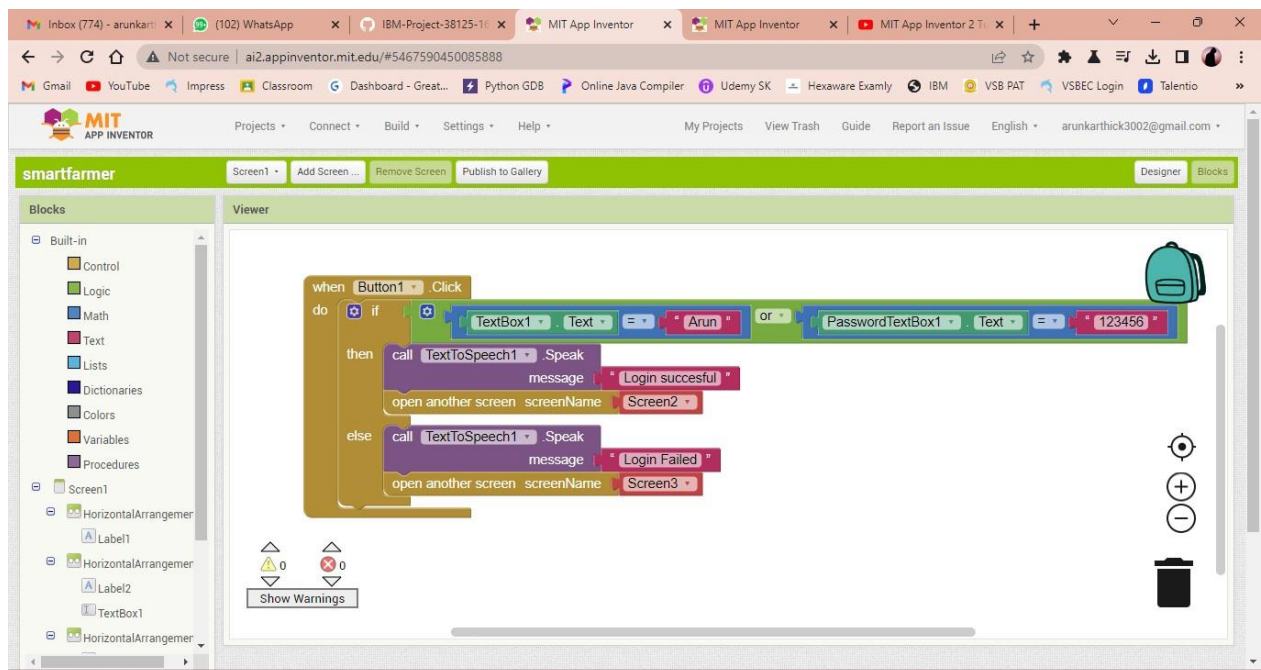 Inbox (774) - arunkart
(102) WhatsApp
IBM-Project-38125-16
MIT App Inventor
MIT App Inventor
MIT App Inventor 2 Tu
Not secure | ai2.appinventor.mit.edu/#5467590450085888
Gmail YouTube Impress Classroom Dashboard - Great... Python GDB Online Java Compiler Udemy SK Hexaware Examly IBM VSB PAT VSBEC Login Talentio »
MIT
APP INVENTOR
Projects Connect Build Settings Help My Projects View Trash Guide Report an Issue English arunkarthick3002@gmail.com
smartfarmer Screen1 Add Screen ... Remove Screen Publish to Gallery Designer Blocks
Blocks Viewer
Built-in
Control
Logic
Math
Text
Lists
Dictionaries
Colors
Variables
Procedures
Screen1
HorizontalArrangemen
Label1
HorizontalArrangemen
Label2
TextBox1
HorizontalArrangemen
when Button1 .Click
do if TextBox1 . Text = " Arun " or PasswordTextBox1 . Text = " 123456 "
then call TextToSpeech1 .Speak
message " Login succesful "
open another screen screenName Screen2
else call TextToSpeech1 .Speak
message " Login Failed "
open another screen screenName Screen3
0 0
Show Warnings